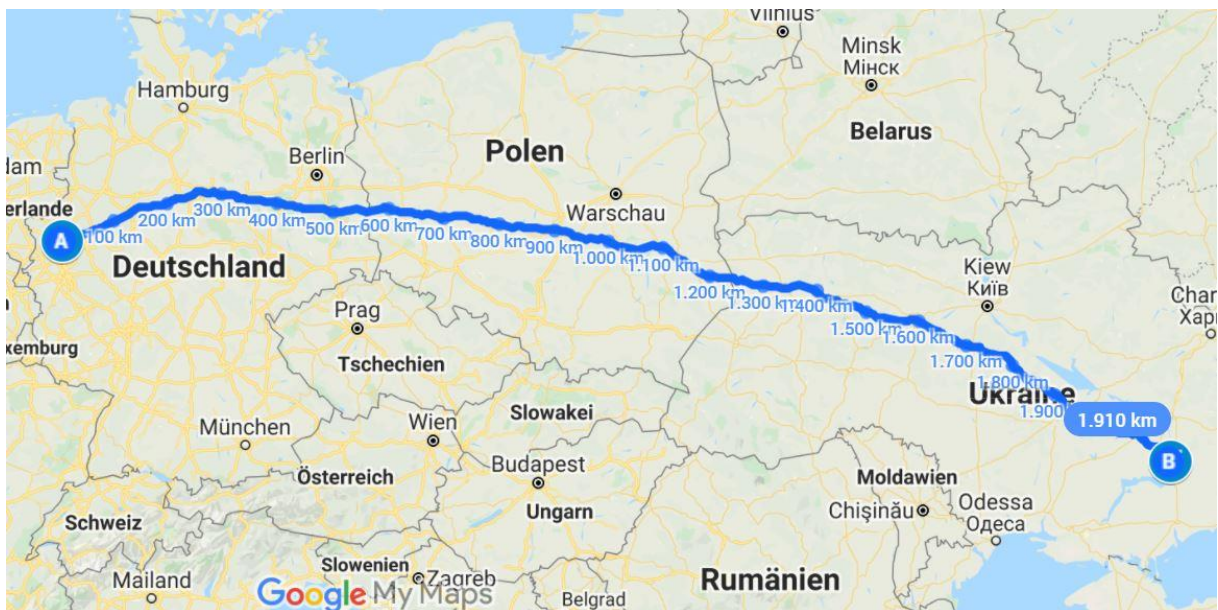 Vilnius
Minsk
Мінск
Hamburg
Belarus
Berlin
Polen
dam
erlande
Warschau
A
100 km
200 km
300 km
400 km
500 km
600 km
700 km
800 km
900 km
1.000 km
1.100 km
1.200 km
1.300 km
1.400 km
1.500 km
1.600 km
1.700 km
1.800 km
1.900
1.910 km
B
Deutschland
Kiew
Київ
Char
Харі
Prag
Tschechien
xemburg
Ukraine
Slowakei
München
Wien
Österreich
Budapest
Ungarn
Moldawien
Chişinău
Odessa
Одеса
Schweiz
Slowenien
Mailand
Zagreb
Google My Maps
Belgrad
Rumänien